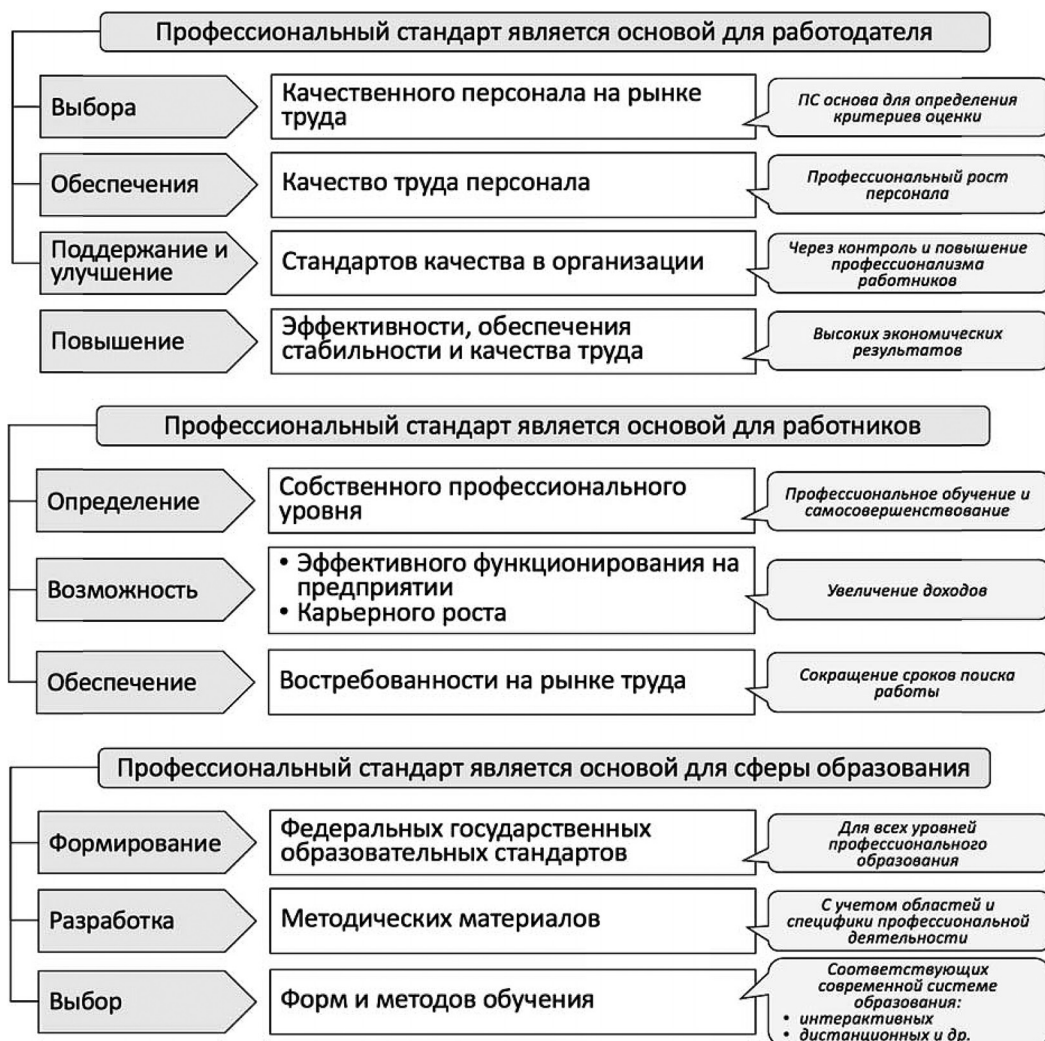 Профессиональный стандарт является основой для работодателя
Выбора
Качественного персонала на рынке
труда
ПС основа для определения
критериев оценки
Обеспечения
Качество труда персонала
Профессиональный рост
персонала
Поддержание и
улучшение
Стандартов качества в организации
Через контроль и повышение
профессионализма
работников
Повышение
Эффективности, обеспечения
стабильности и качества труда
Высоких экономических
результатов
Профессиональный стандарт является основой для работников
Определение
Собственного профессионального
уровня
Профессиональное обучение и
самосовершенствование
Возможность
• Эффективного функционирования на
предприятии
• Карьерного роста
Увеличение доходов
Обеспечение
Востребованности на рынке труда
Сокращение сроков поиска
работы
Профессиональный стандарт является основой для сферы образования
Формирование
Федеральных государственных
образовательных стандартов
Для всех уровней
профессионального
образования
Разработка
Методических материалов
С учетом областей и
специфики профессиональной
деятельности
Выбор
Форм и методов обучения
Соответствующих
современной системе
образования:
• интерактивных
• дистанционных и др.